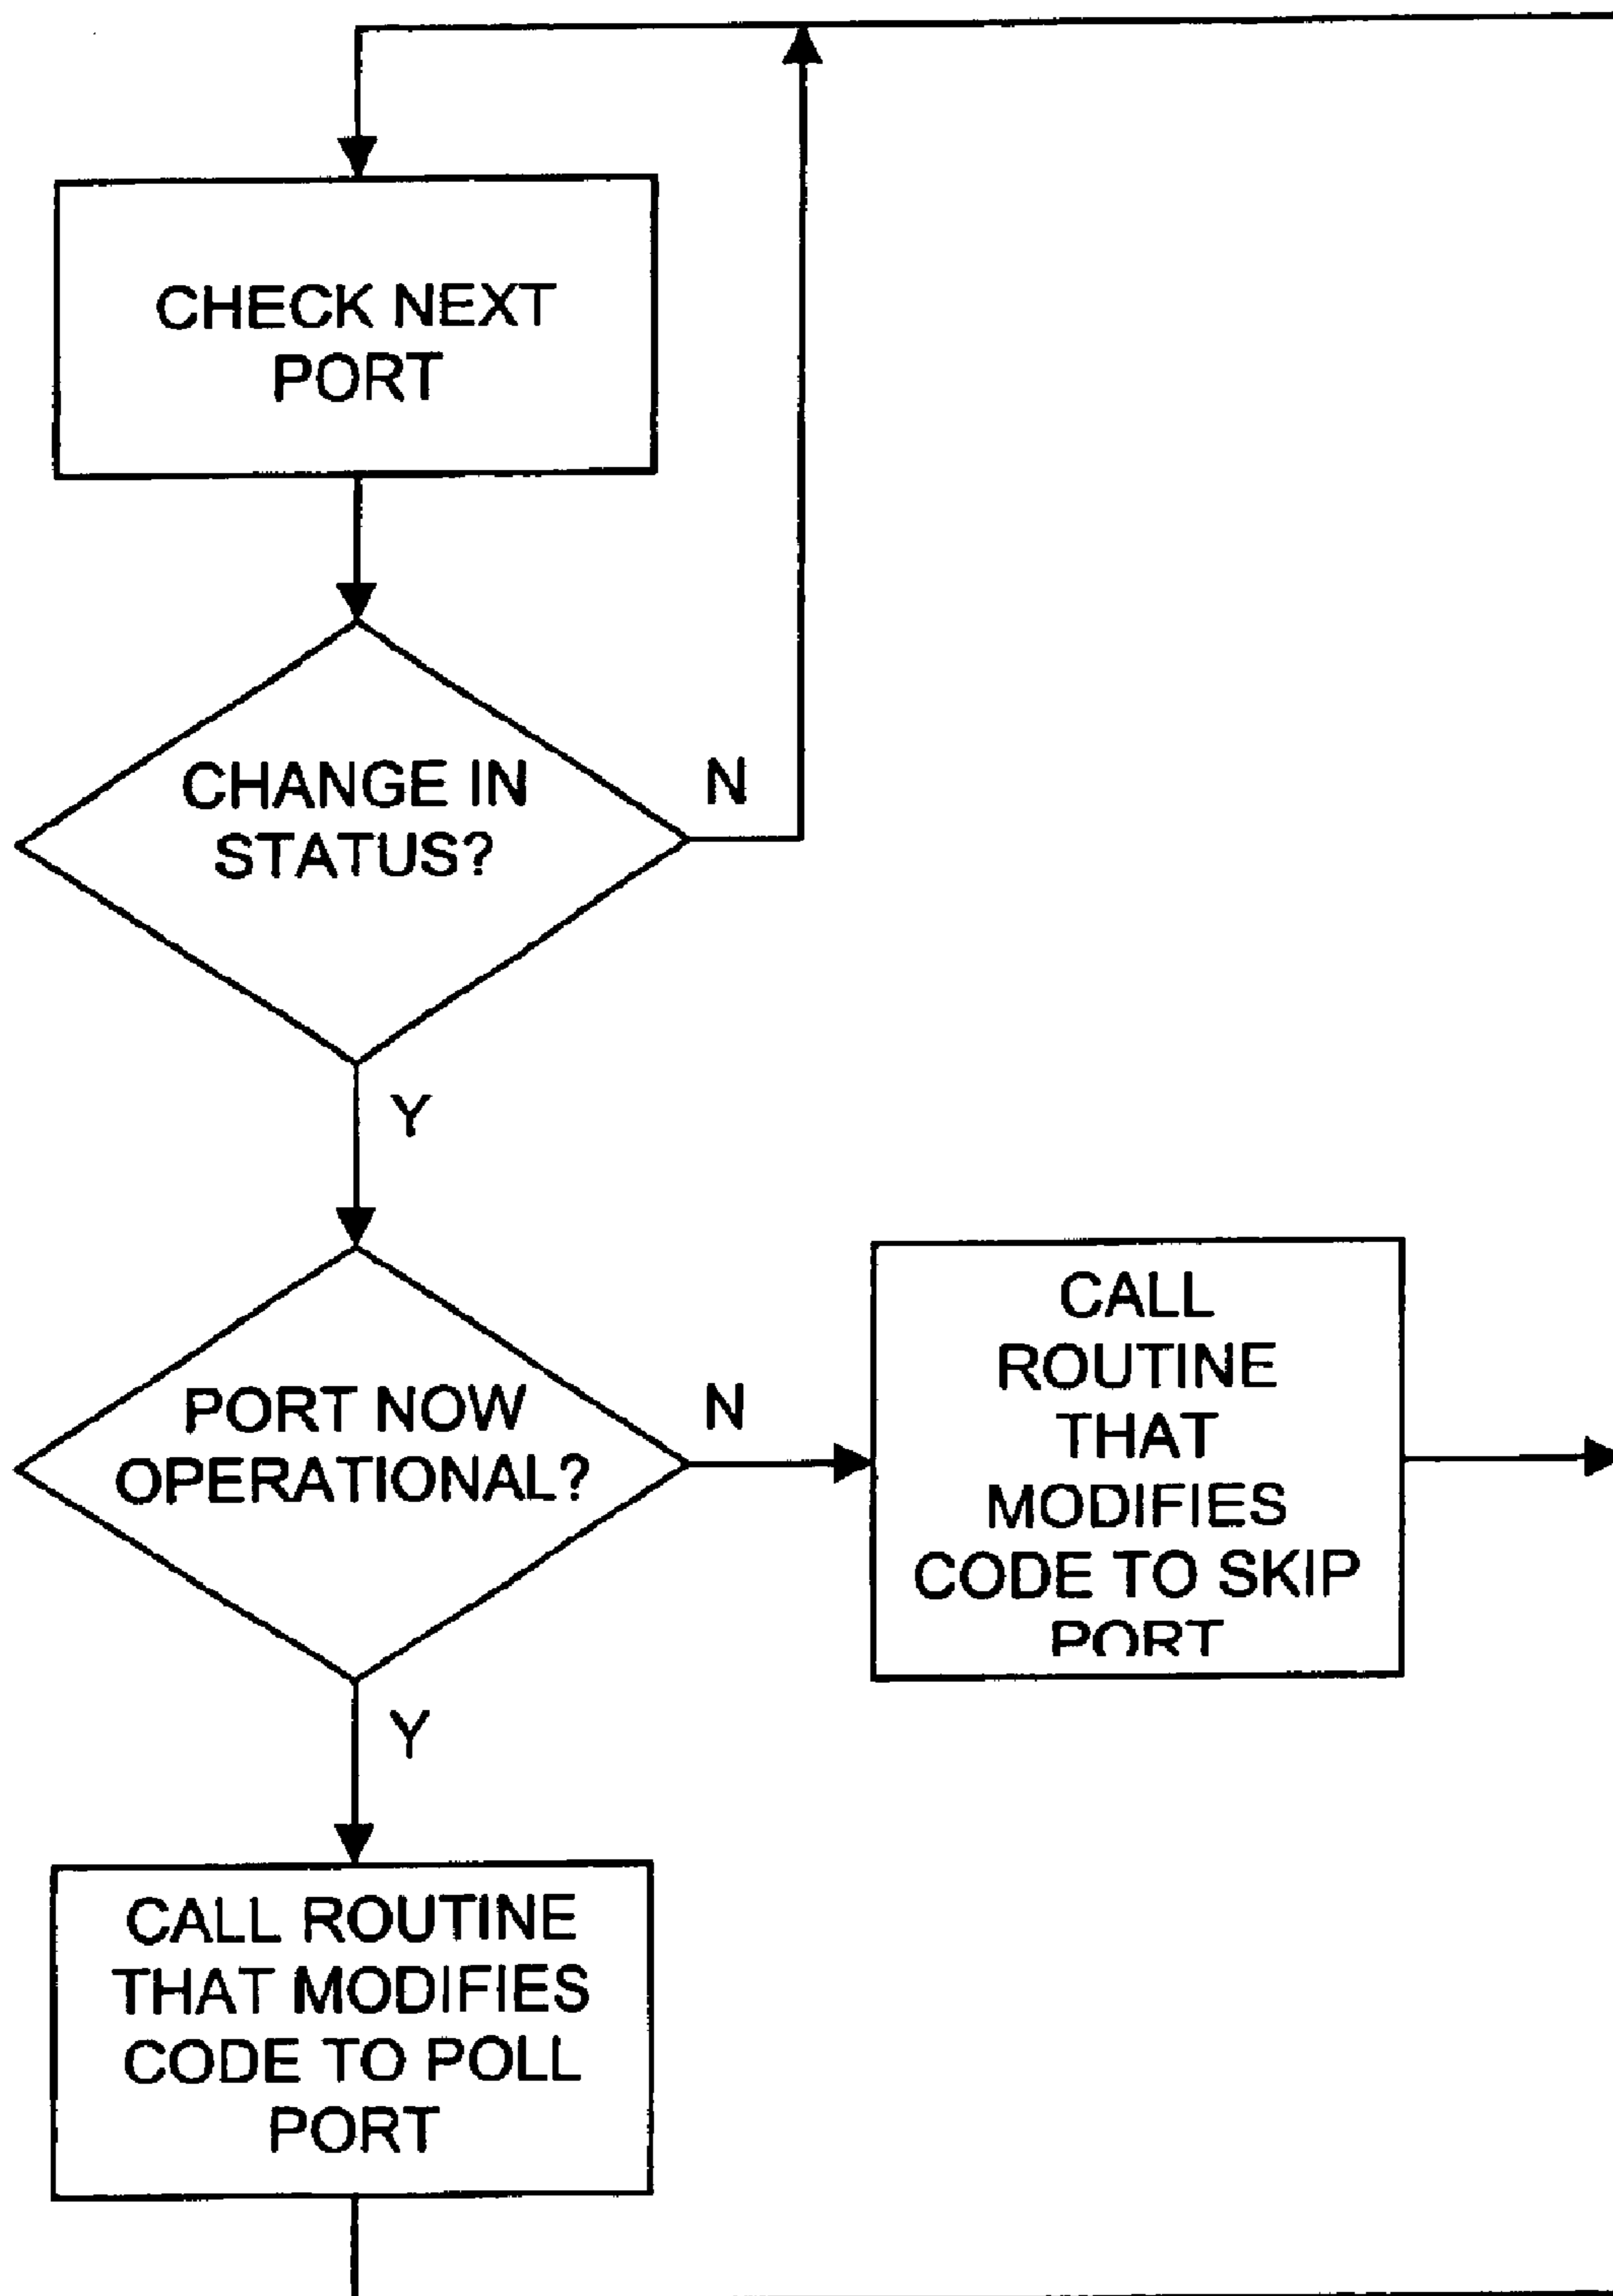 CHECK NEXT
PORT
CHANGE IN
STATUS?
N
Y
PORT NOW
OPERATIONAL?
N
CALL
ROUTINE
THAT
MODIFIES
CODE TO SKIP
PORT
Y
CALL ROUTINE
THAT MODIFIES
CODE TO POLL
PORT